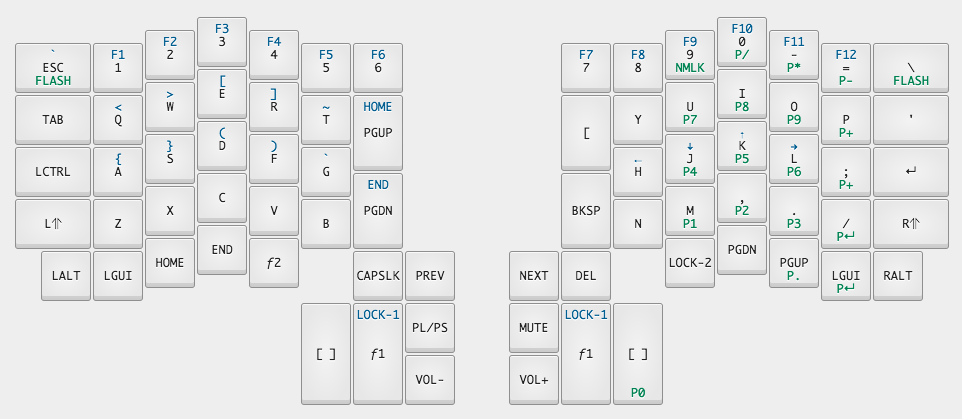 F3
3
F10
0
P/
F2
2
F4
4
F9
9
NMLK
F11
-
P*
`
ESC
FLASH
F1
1
F5
5
F6
6
F7
7
F8
8
F12
=
P-
\
FLASH
[
E
I
P8
>
W
]
R
U
P7
O
P9
TAB
<
Q
~
T
HOME
PGUP
[
Y
P
P+
'
(
D
↑
K
P5
}
S
)
F
↓
J
P4
→
L
P6
LCTRL
{
A
`
G
←
H
;
P+
↵
C
,
P2
X
V
M
P1
.
P3
L⇑
Z
B
END
PGDN
BKSP
N
/
P↵
R⇑
END
PGDN
HOME
ƒ2
LOCK-2
PGUP
P.
LALT
LGUI
CAPSLK
PREV
NEXT
DEL
LGUI
P↵
RALT
[ ]
LOCK-1
ƒ1
PL/PS
MUTE
LOCK-1
ƒ1
[ ]
P0
VOL-
VOL+